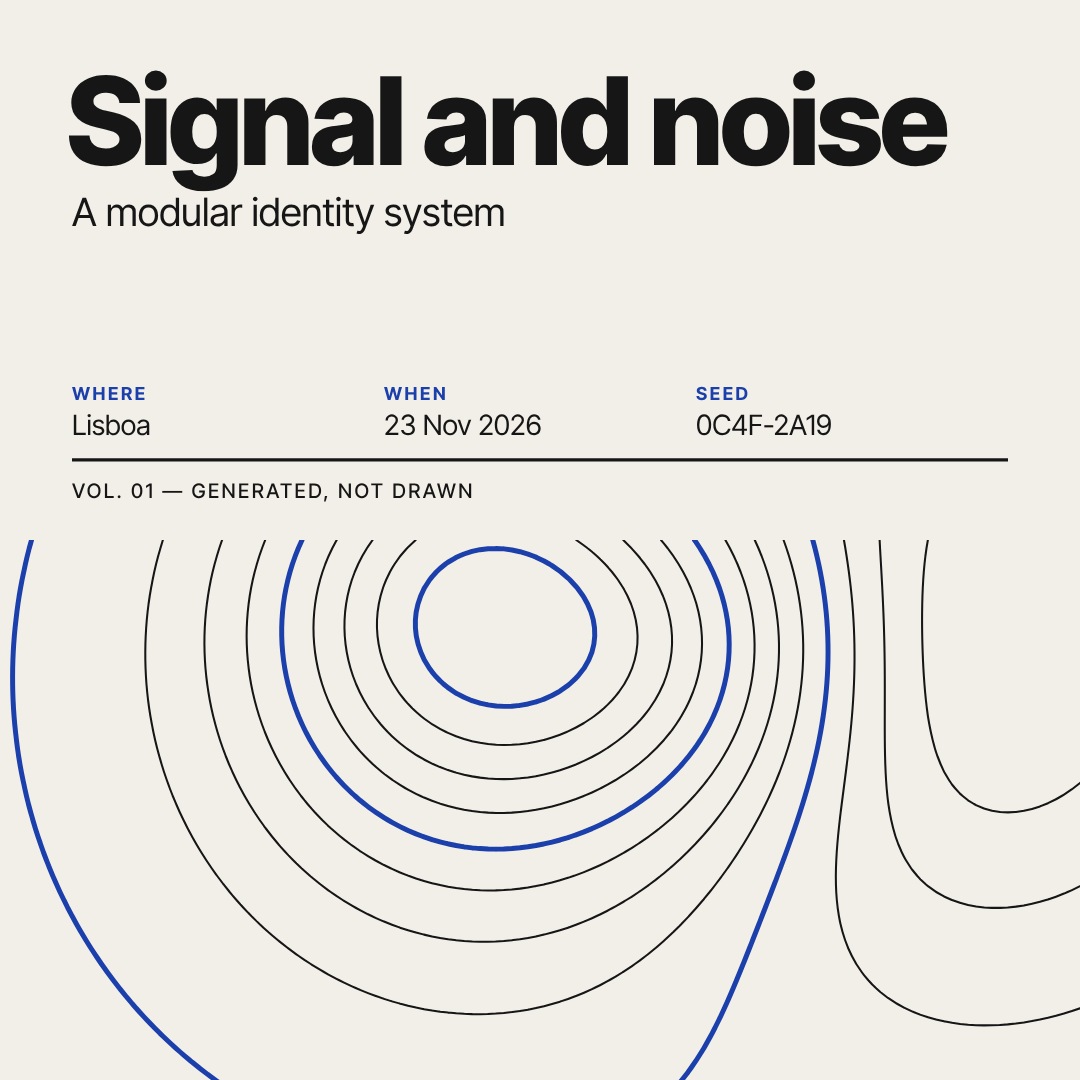 Signal and noise
A modular identity system
WHERE WHEN SEED
Lisboa 23 Nov 2026 0C4F-2A19
VOL. 01 — GENERATED, NOT DRAWN